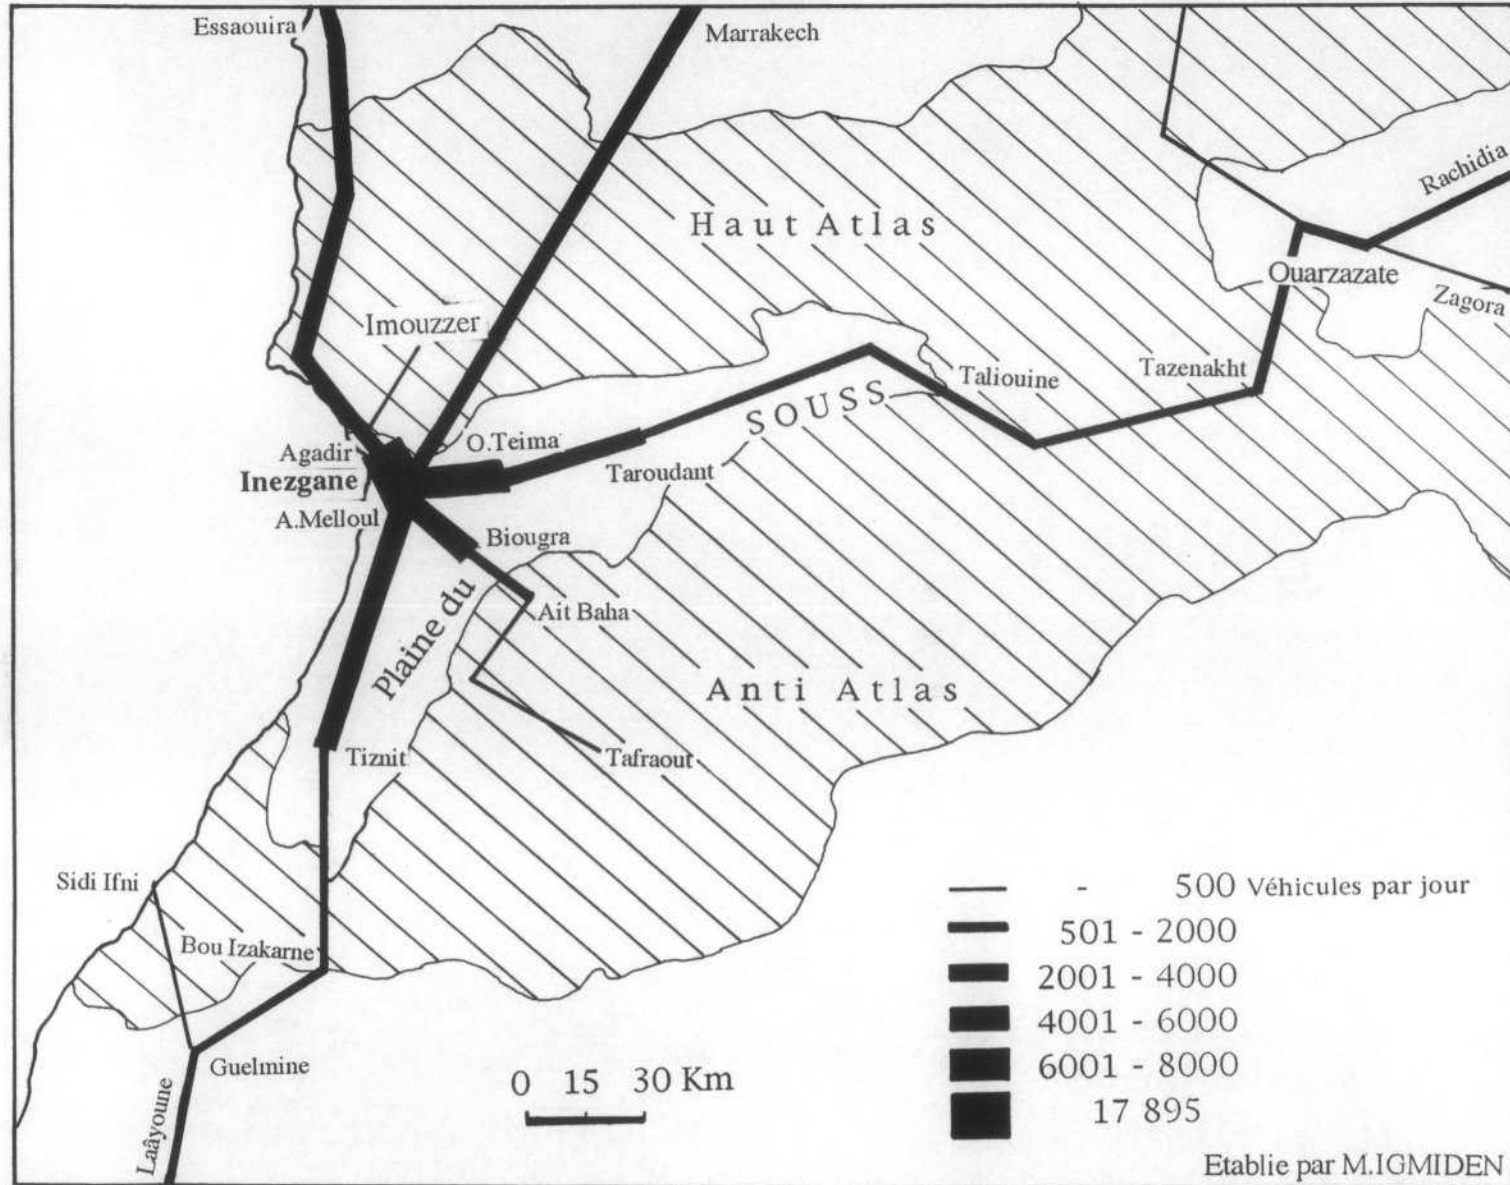 Essaouira
Marrakech
Rachidia
Haut Atlas
Ouarzazate
Zagora
Imouzzer
Taliouine
Tazenakht
SOUSS
O.Teima
Agadir
Inezgane
Taroudant
A.Melloul
Biougra
Ait Baha
Plaine du
Anti Atlas
Tiznit
Tafraout
Sidi Ifni
Bou Izakarne
Guelmine
Laâyoune
0 15 30 Km
- 500 Véhicules par jour
501 - 2000
2001 - 4000
4001 - 6000
6001 - 8000
17 895
Etablie par M.IGMIDEN